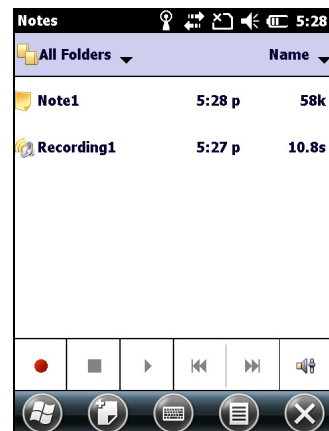 Notes 5:28
All Folders Name
Note1 5:28 p 58k
Recording1 5:27 p 10.8s